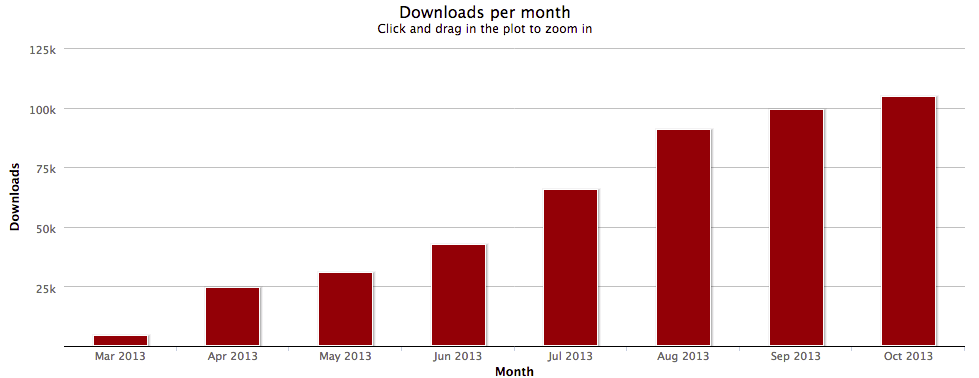 Downloads per month
Click and drag in the plot to zoom in
125k
100k
75k
50k
25k
Downloads
Mar 2013 Apr 2013 May 2013 Jun 2013 Jul 2013 Aug 2013 Sep 2013 Oct 2013
Month